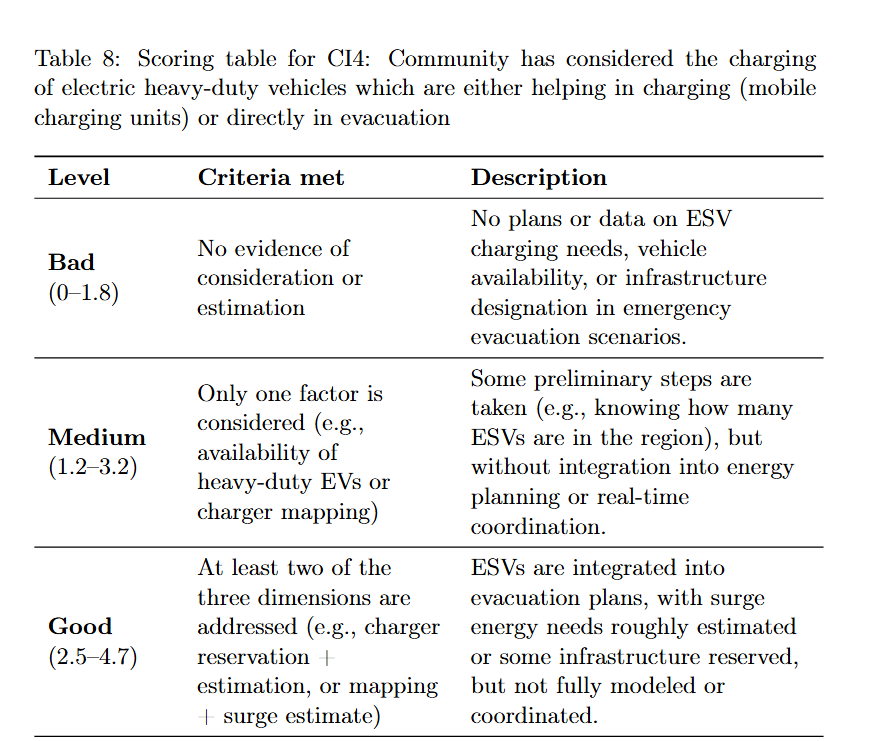 Table 8: Scoring table for CI4: Community has considered the charging
of electric heavy-duty vehicles which are either helping in charging (mobile
charging units) or directly in evacuation
Level Criteria met Description
Bad
(0–1.8)
No evidence of
consideration or
estimation
No plans or data on ESV
charging needs, vehicle
availability, or infrastructure
designation in emergency
evacuation scenarios.
Medium
(1.2–3.2)
Only one factor is
considered (e.g.,
availability of
heavy-duty EVs or
charger mapping)
Some preliminary steps are
taken (e.g., knowing how many
ESVs are in the region), but
without integration into energy
planning or real-time
coordination.
Good
(2.5–4.7)
At least two of the
three dimensions are
addressed (e.g., charger
reservation +
estimation, or mapping
+ surge estimate)
ESVs are integrated into
evacuation plans, with surge
energy needs roughly estimated
or some infrastructure reserved,
but not fully modeled or
coordinated.